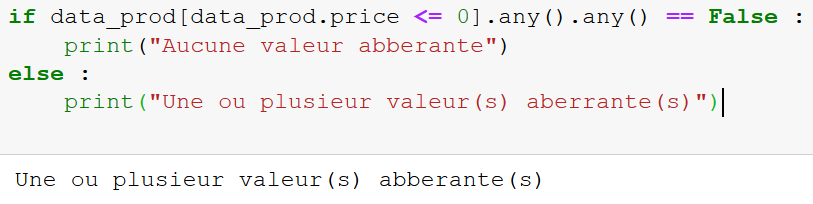 if data_prod[data_prod.price <= 0].any().any() == False :
    print("Aucune valeur abberante")
else :
    print("Une ou plusieur valeur(s) aberrante(s)")
Une ou plusieur valeur(s) abberante(s)